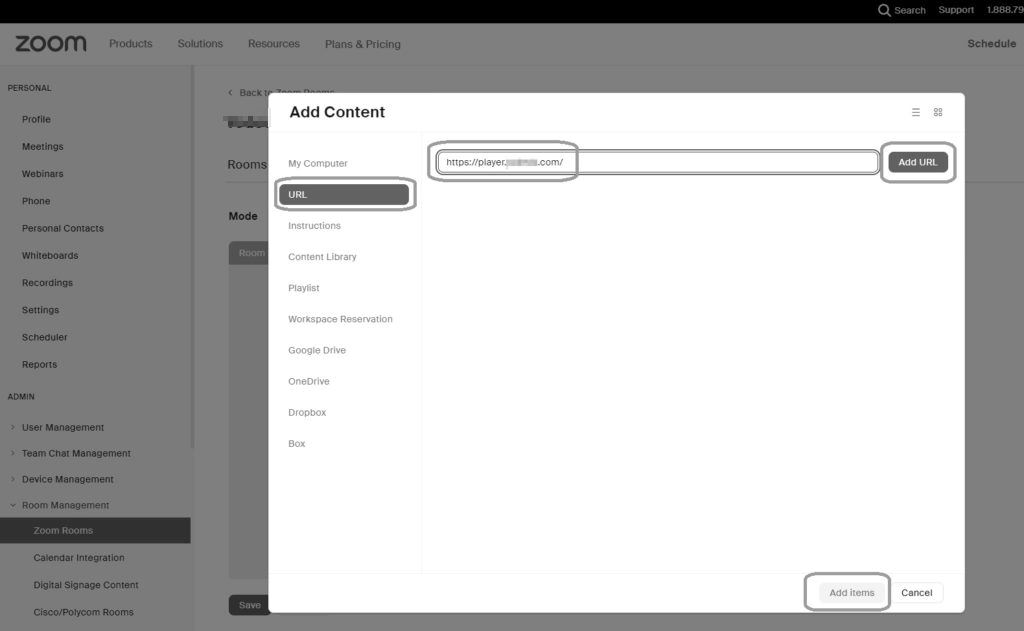 Search Support 1.888.79
zoom Products Solutions Resources Plans & Pricing Schedule
PERSONAL
Profile
Meetings
Webinars
Phone
Personal Contacts
Whiteboards
Recordings
Settings
Scheduler
Reports
ADMIN
User Management
Team Chat Management
Device Management
Room Management
Zoom Rooms
Calendar Integration
Digital Signage Content
Cisco/Polycom Rooms
Back to Zoom Rooms
Rooms
Mode
Room
Save
Add Content
My Computer
URL
Instructions
Content Library
Playlist
Workspace Reservation
Google Drive
OneDrive
Dropbox
Box
https://player. .com/
Add URL
Add items
Cancel